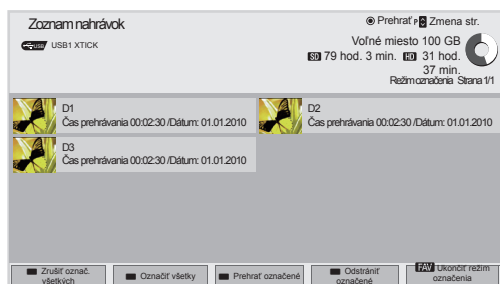 Zoznam nahrávok
Prehrať P Zmena str.
USB USB1 XTICK
Voľné miesto 100 GB
SD 79 hod. 3 min. HD 31 hod.
37 min.
Režim označenia Strana 1/1
D1
Čas prehrávania 00:02:30 /Dátum: 01.01.2010
D2
Čas prehrávania 00:02:30 /Dátum: 01.01.2010
D3
Čas prehrávania 00:02:30 /Dátum: 01.01.2010
Zrušiť označ.
všetkých
Označiť všetky
Prehrať označené
Odstrániť
označené
FAV Ukončiť režim
označenia